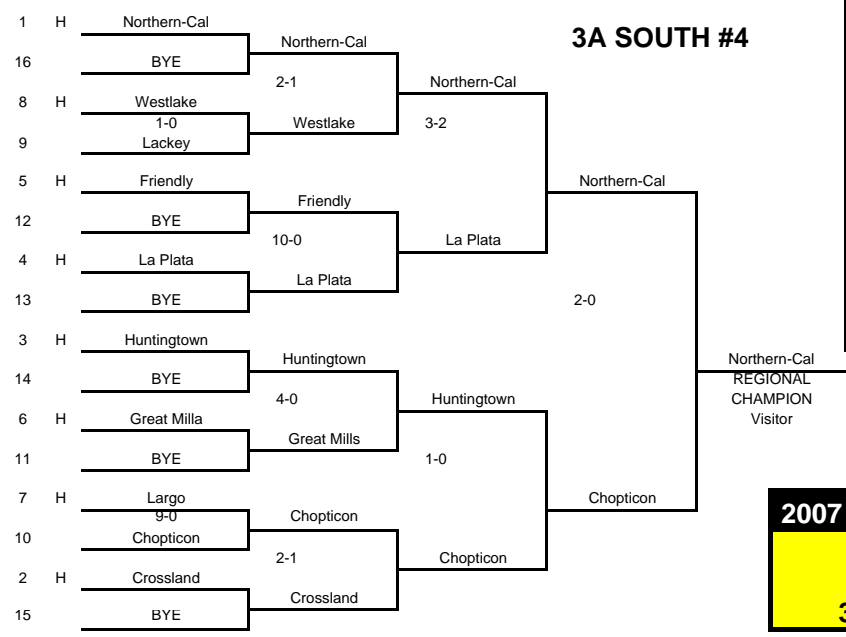 3A SOUTH #4
1 H Northern-Cal
Northern-Cal
16 BYE
2-1
Northern-Cal
8 H Westlake
1-0
Westlake
3-2
9 Lackey
5 H Friendly
Northern-Cal
Friendly
12 BYE
10-0
La Plata
4 H La Plata
La Plata
13 BYE
2-0
3 H Huntingtown
Huntingtown
Northern-Cal
14 BYE
REGIONAL
CHAMPION
Visitor
4-0
Huntingtown
6 H Great Milla
Great Mills
11 BYE
1-0
7 H Largo
9-0
Chopticon
Chopticon
10 Chopticon
2-1
Chopticon
2 H Crossland
Crossland
15 BYE
2007
3